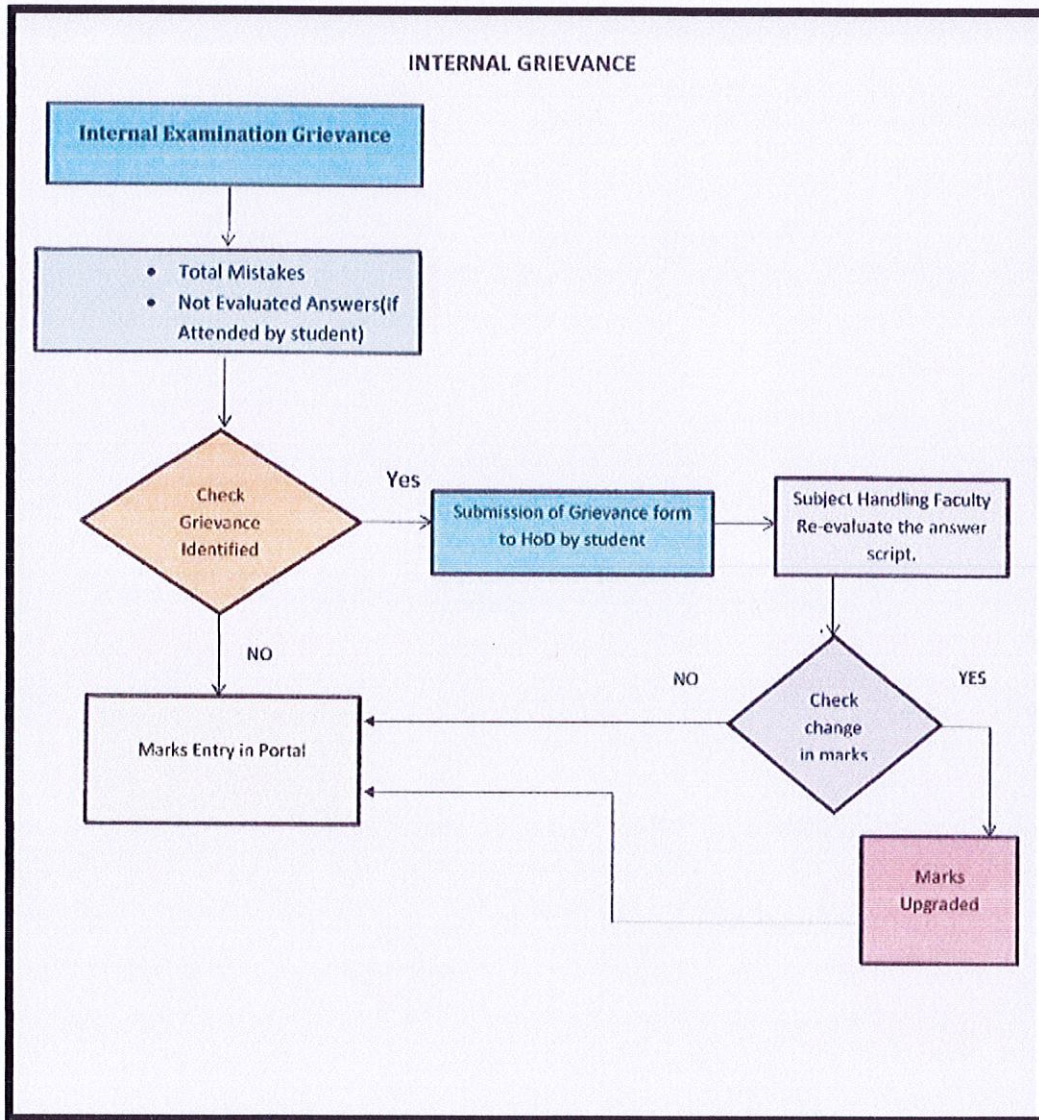 INTERNAL GRIEVANCE
Internal Examination Grievance
• Total Mistakes
• Not Evaluated Answers(if
Attended by student)
Check
Grievance
Identified
Yes
Submission of Grievance form
to HoD by student
Subject Handling Faculty
Re-evaluate the answer
script.
NO
Marks Entry in Portal
NO
YES
Check
change
in marks
Marks
Upgraded